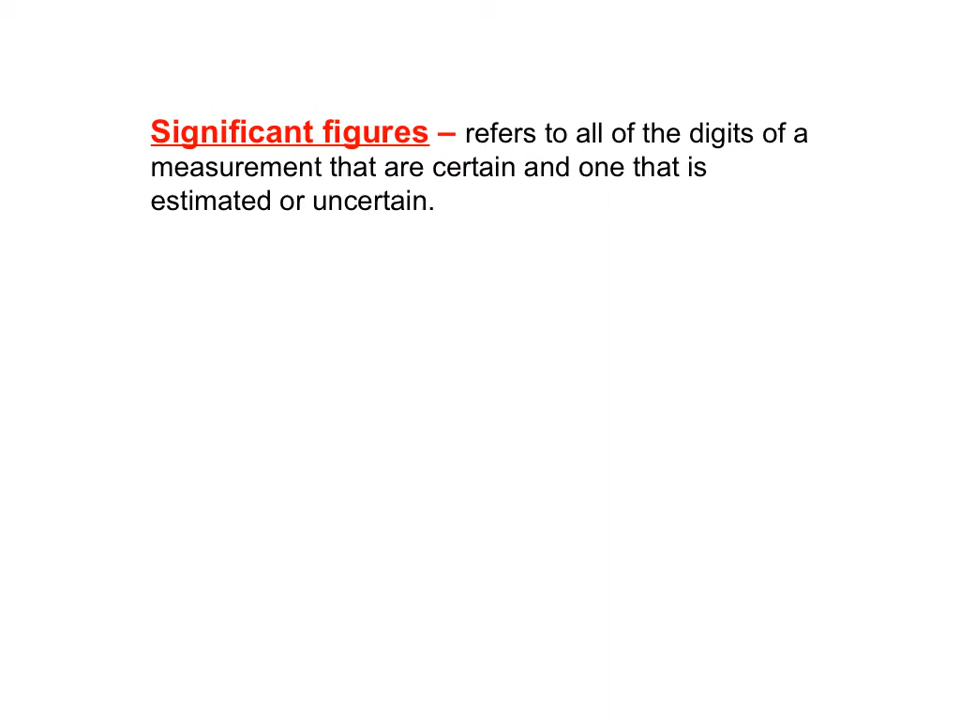 Significant figures – refers to all of the digits of a
measurement that are certain and one that is
estimated or uncertain.